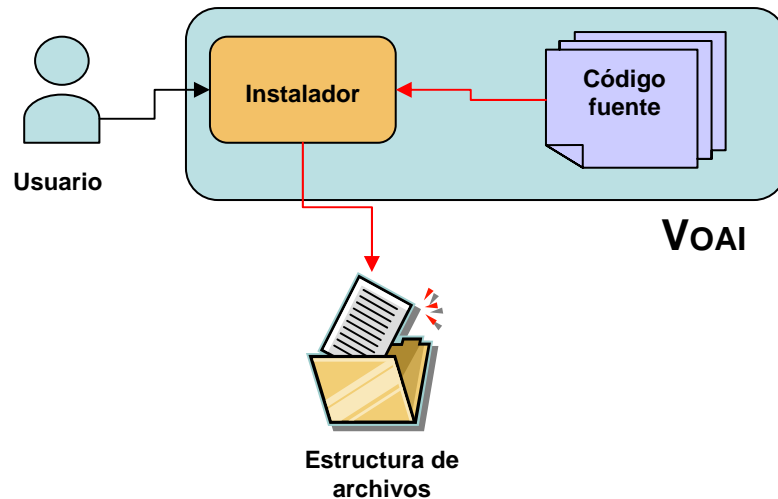 Instalador
Código
fuente
Usuario
VOAI
Estructura de
archivos